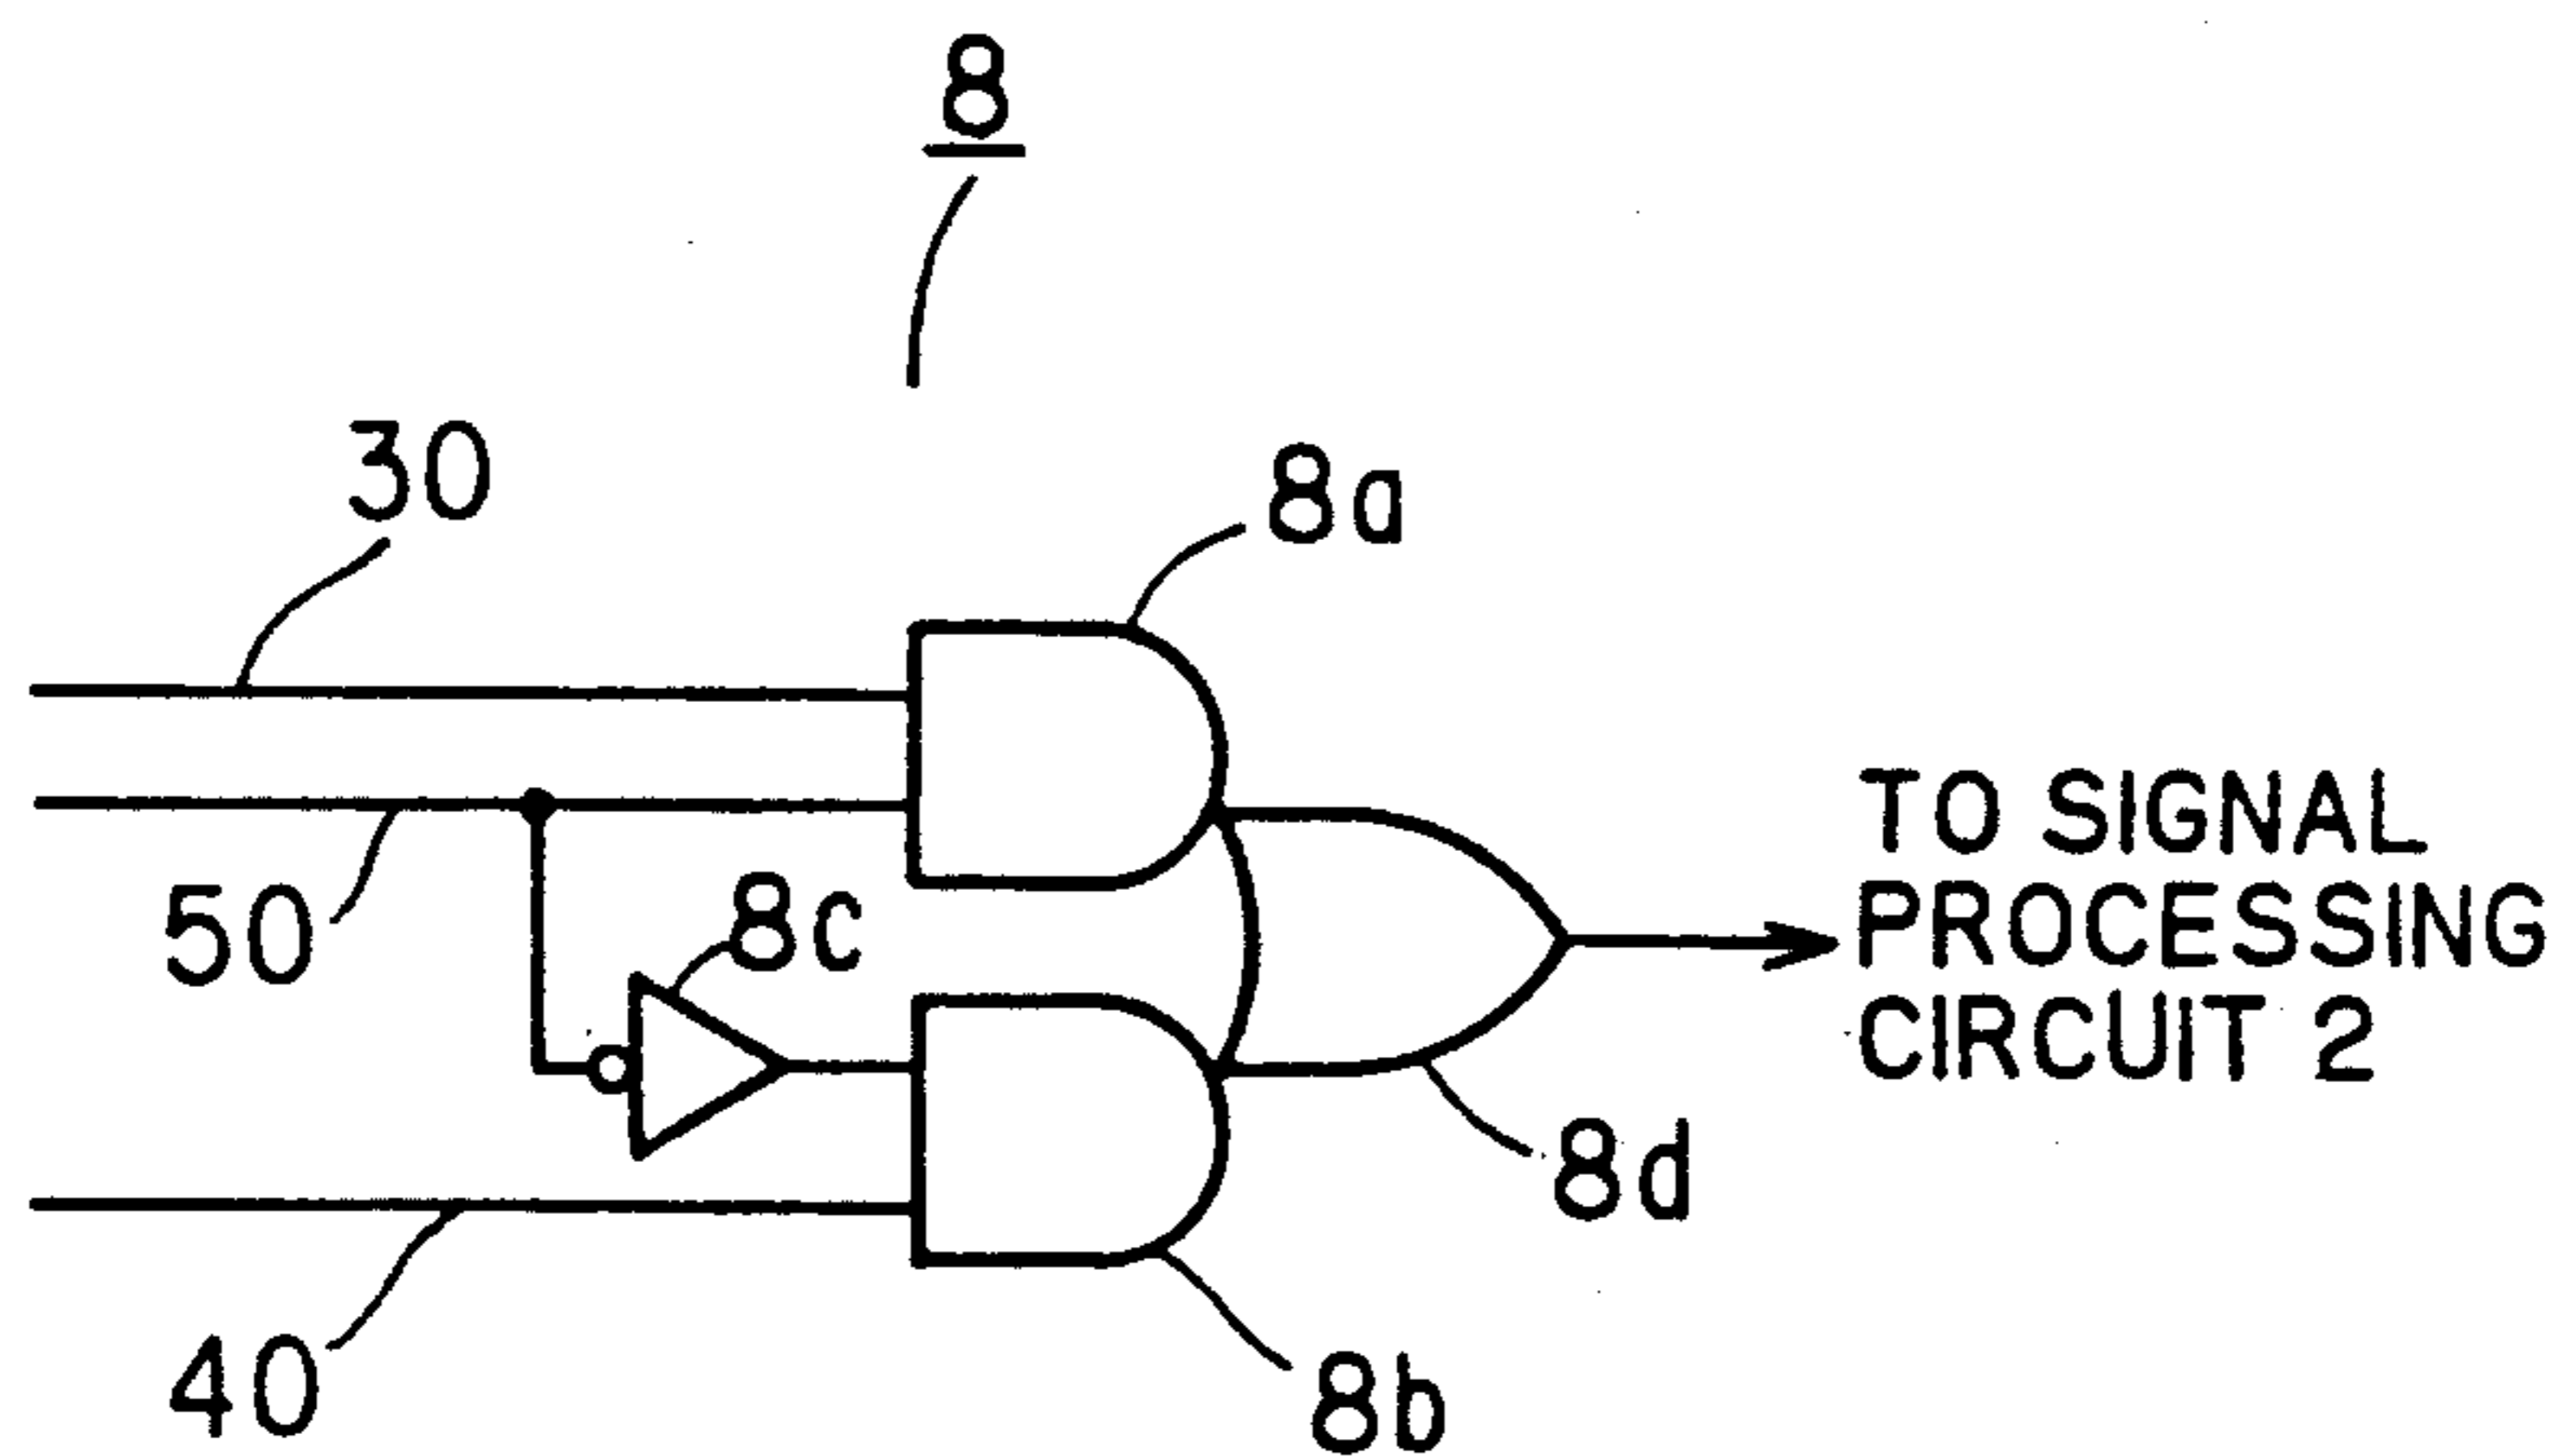 8
30
8a
TO SIGNAL
PROCESSING
CIRCUIT 2
50
8c
8d
40
8b